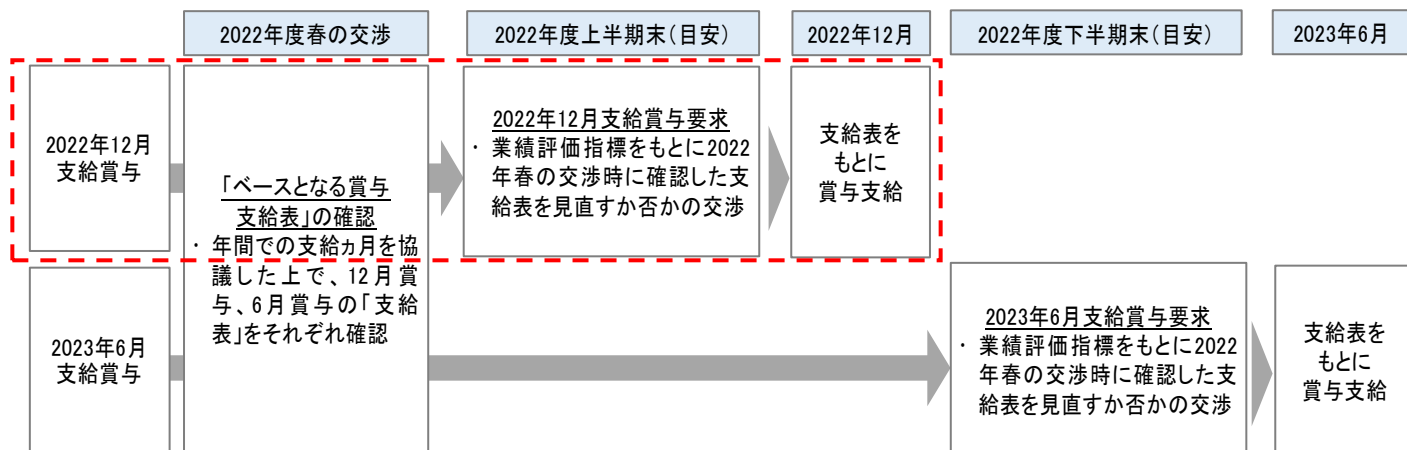 2022年度春の交渉
2022年度上半期末(目安)
2022年12月
2022年度下半期末(目安)
2023年6月
2022年12月
支給賞与
「ベースとなる賞与
支給表」の確認
・ 年間での支給ヵ月を協
議した上で、12月賞
与、6月賞与の「支給
表」をそれぞれ確認
2022年12月支給賞与要求
・ 業績評価指標をもとに2022
年春の交渉時に確認した支
給表を見直すか否かの交渉
支給表を
もとに
賞与支給
2023年6月
支給賞与
2023年6月支給賞与要求
・ 業績評価指標をもとに2022
年春の交渉時に確認した支
給表を見直すか否かの交渉
支給表を
もとに
賞与支給